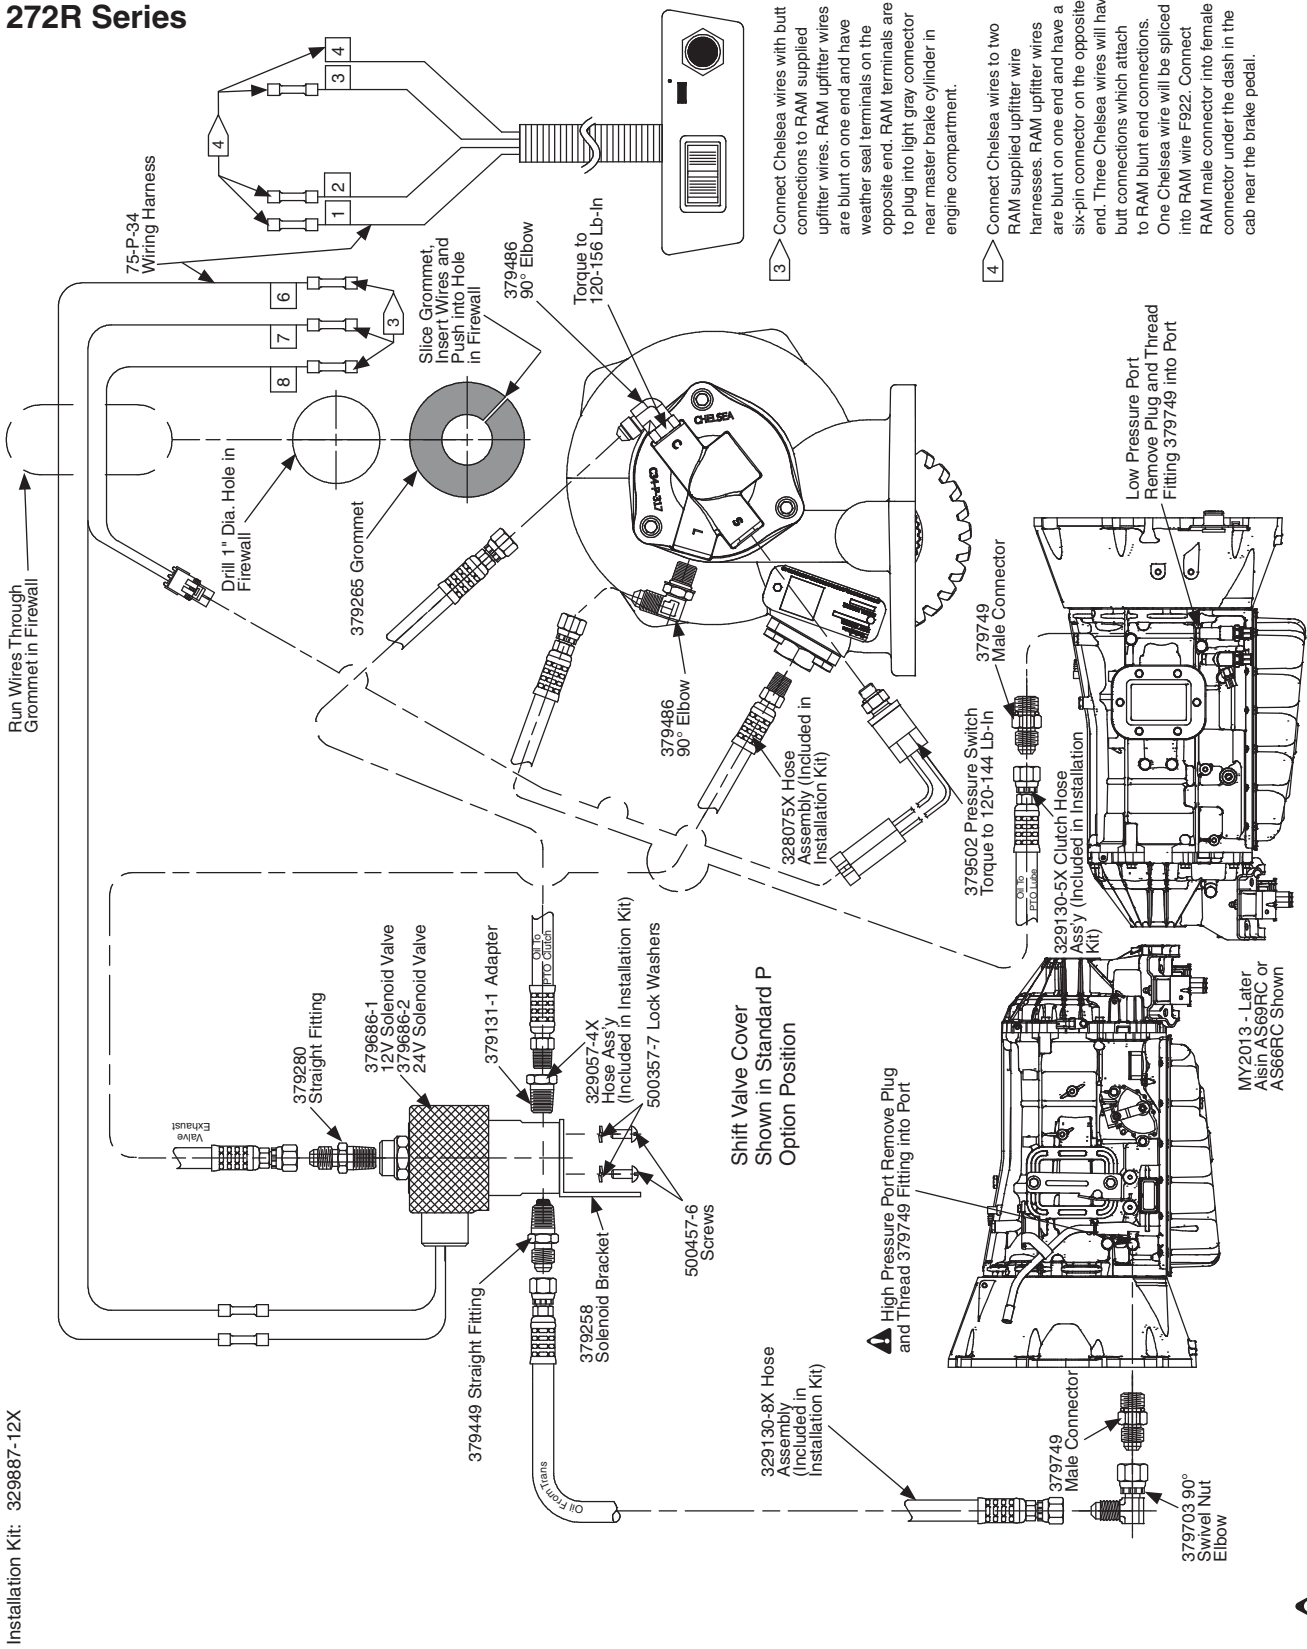 272R Series
Installation Kit:  329887-12X
Run Wires Through
Grommet in Firewall
75-P-34
Wiring Harness
4
4
3
2
1
6
7
8
3
Drill 1" Dia. Hole in
Firewall
379265 Grommet
Slice Grommet,
Insert Wires and
Push into Hole
in Firewall
379486
90° Elbow
Torque to
120-156 Lb-In
3
Connect Chelsea wires with butt
connections to RAM supplied
upfitter wires. RAM upfitter wires
are blunt on one end and have
weather seal terminals on the
opposite end. RAM terminals are
to plug into light gray connector
near master brake cylinder in
engine compartment.
4
Connect Chelsea wires to two
RAM supplied upfitter wire
harnesses. RAM upfitter wires
are blunt on one end and have a
six-pin connector on the opposite
end. Three Chelsea wires will hav
butt connections which attach
to RAM blunt end connections.
One Chelsea wire will be spliced
into RAM wire F922. Connect
RAM male connector into female
connector under the dash in the
cab near the brake pedal.
CHELSEA
C34-P-317
C
L
S
379486
90° Elbow
328075X Hose
Assembly (Included in
Installation Kit)
379502 Pressure Switch
Torque to 120-144 Lb-In
379749
Male Connector
Low Pressure Port
Remove Plug and Thread
Fitting 379749 into Port
Oil To
PTO Lube
329130-5X Clutch Hose
Ass'y (Included in Installation
Kit)
MY2013 - Later
Aisin AS69RC or
AS66RC Shown
Valve
Exhaust
379280
Straight Fitting
379686-1
12V Solenoid Valve
379686-2
24V Solenoid Valve
379131-1 Adapter
Oil To
PTO Clutch
329057-4X
Hose Ass'y
(Included in Installation Kit)
500357-7 Lock Washers
500457-6
Screws
379258
Solenoid Bracket
379449 Straight Fitting
Oil From Trans
Shift Valve Cover
Shown in Standard P
Option Position
High Pressure Port Remove Plug
and Thread 379749 Fitting into Port
329130-8X Hose
Assembly
(Included in
Installation Kit)
379749
Male Connector
379703 90°
Swivel Nut
Elbow